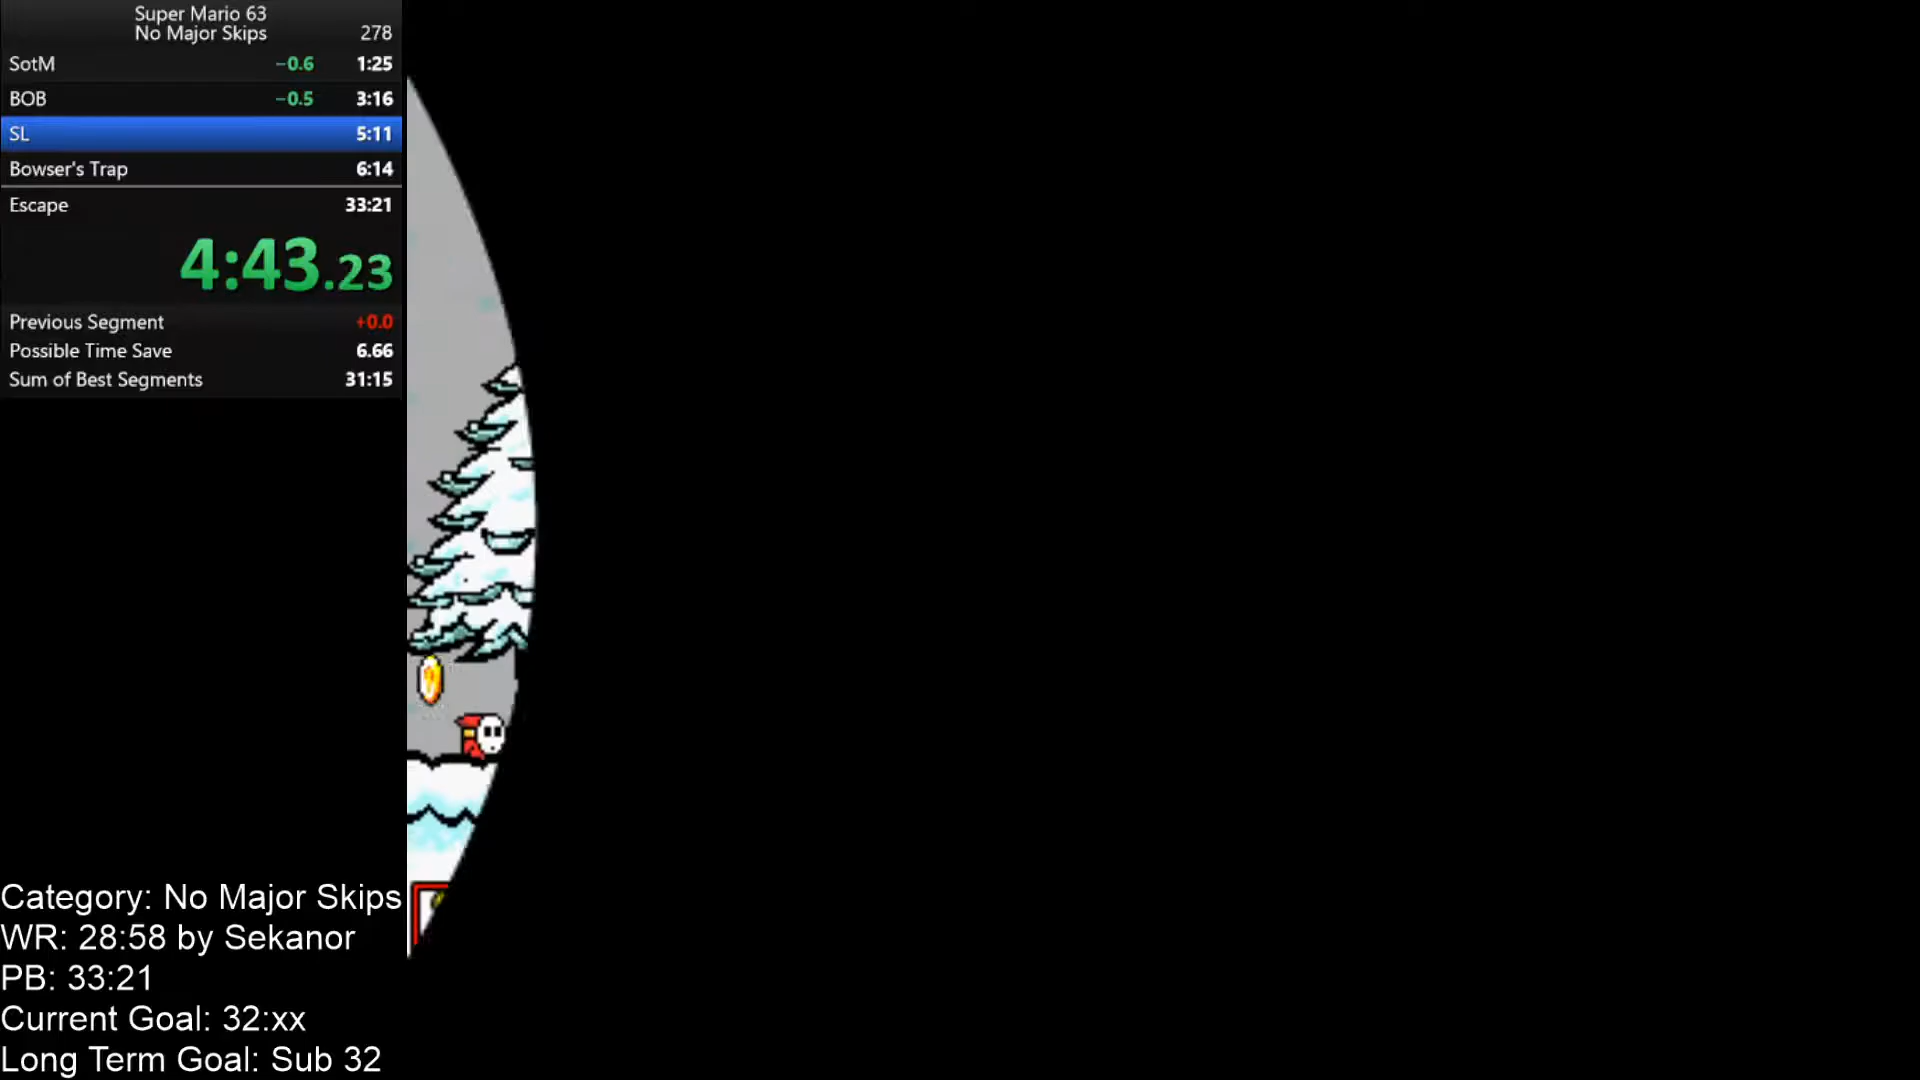 Super Mario 63
No Major Skips 278
SotM −0.6 1:25
BOB −0.5 3:16
SL 5:11
Bowser's Trap 6:14
Escape 33:21
4:43.23
Previous Segment +0.0
Possible Time Save 6.66
Sum of Best Segments 31:15
Category: No Major Skips
WR: 28:58 by Sekanor
PB: 33:21
Current Goal: 32:xx
Long Term Goal: Sub 32